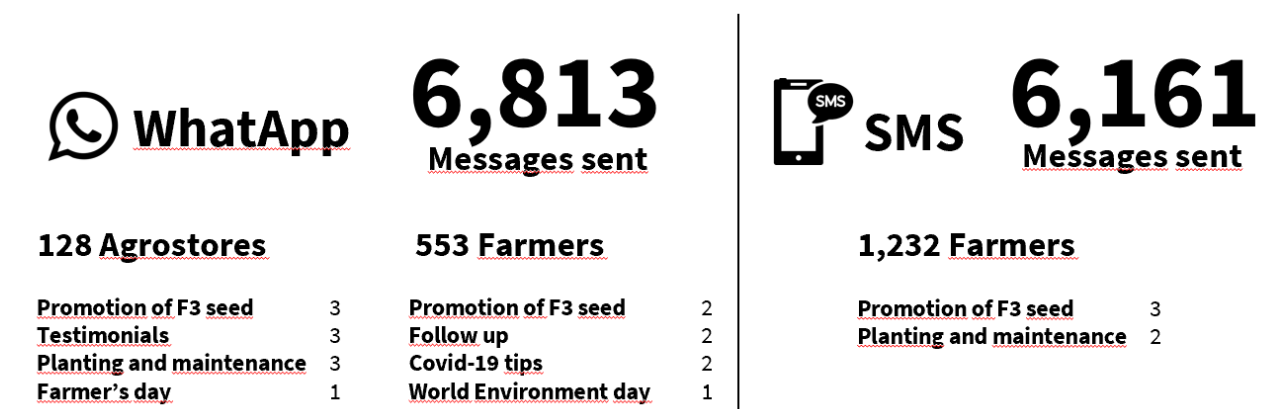 WhatApp
6,813
Messages sent
128 Agrostores
Promotion of F3 seed 3
Testimonials 3
Planting and maintenance 3
Farmer’s day 1
553 Farmers
Promotion of F3 seed 2
Follow up 2
Covid-19 tips 2
World Environment day 1
SMS
SMS
6,161
Messages sent
1,232 Farmers
Promotion of F3 seed 3
Planting and maintenance 2